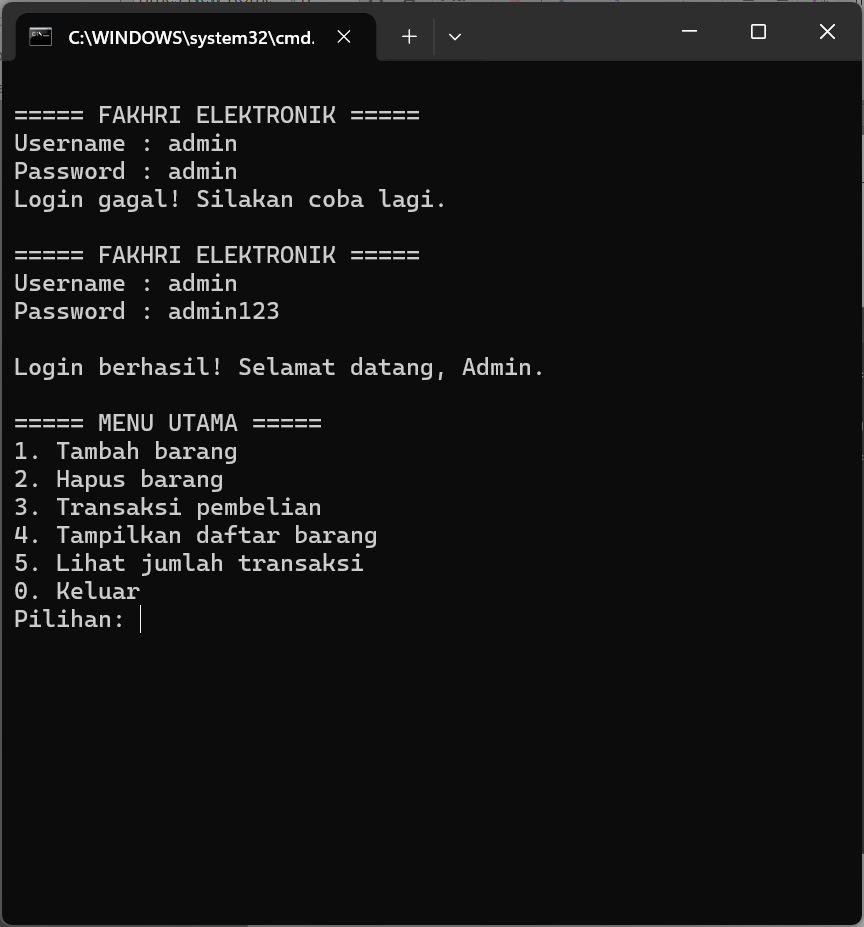 C:\WINDOWS\system32\cmd.
===== FAKHRI ELEKTRONIK =====
Username : admin
Password : admin
Login gagal! Silakan coba lagi.
===== FAKHRI ELEKTRONIK =====
Username : admin
Password : admin123
Login berhasil! Selamat datang, Admin.
===== MENU UTAMA =====
1. Tambah barang
2. Hapus barang
3. Transaksi pembelian
4. Tampilkan daftar barang
5. Lihat jumlah transaksi
0. Keluar
Pilihan: